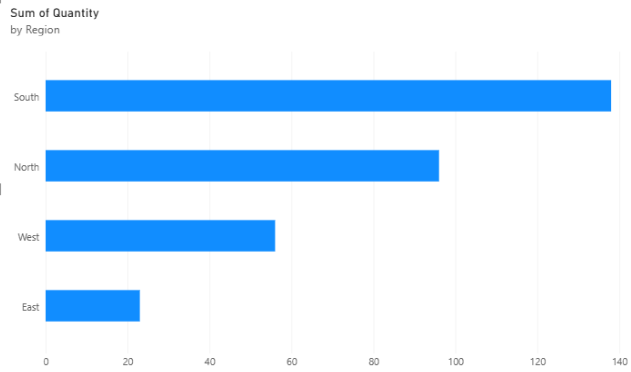 Sum of Quantity
by Region
South
North
West
East
0 20 40 60 80 100 120 140